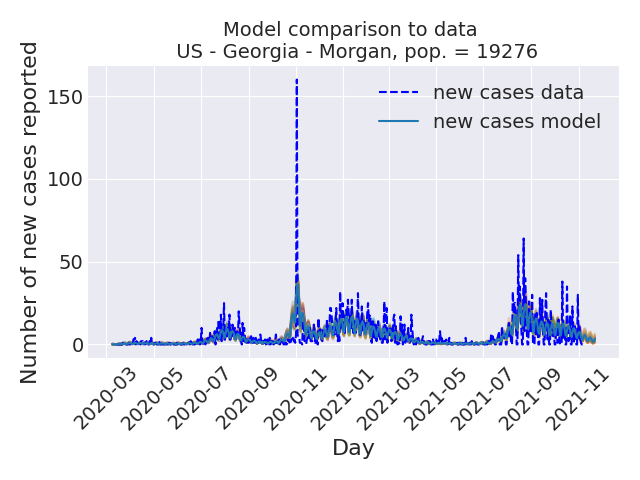 Model comparison to data
US - Georgia - Morgan, pop. = 19276
Number of new cases reported
150
100
50
0
new cases data
new cases model
2020-03
2020-05
2020-07
2020-09
2020-11
2021-01
2021-03
2021-05
2021-07
2021-09
2021-11
Day